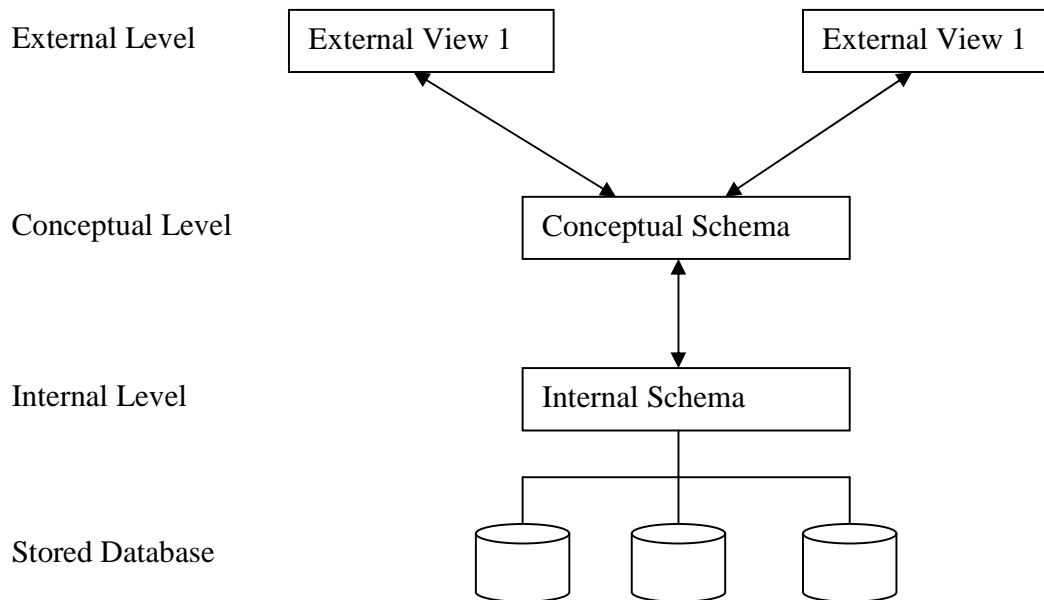 External Level
External View 1
External View 1
Conceptual Level
Conceptual Schema
Internal Level
Internal Schema
Stored Database